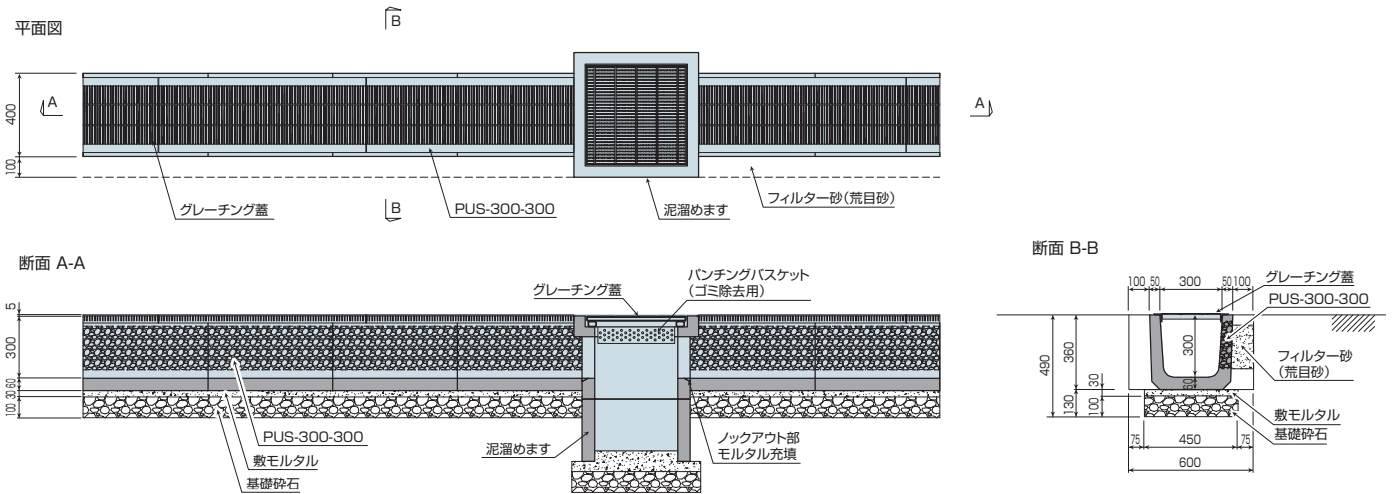 平面図
B
A
A
400
100
グレーチング蓋
B
PUS-300-300
泥溜めます
フィルター砂(荒目砂)
断面 A-A
5
300
60
30
100
グレーチング蓋
パンチングバスケット
(ゴミ除去用)
PUS-300-300
敷モルタル
基礎砕石
泥溜めます
ノックアウト部
モルタル充填
断面 B-B
100
50
300
50
100
グレーチング蓋
PUS-300-300
490
360
300
60
30
130
100
フィルター砂
(荒目砂)
敷モルタル
基礎砕石
75
450
75
600